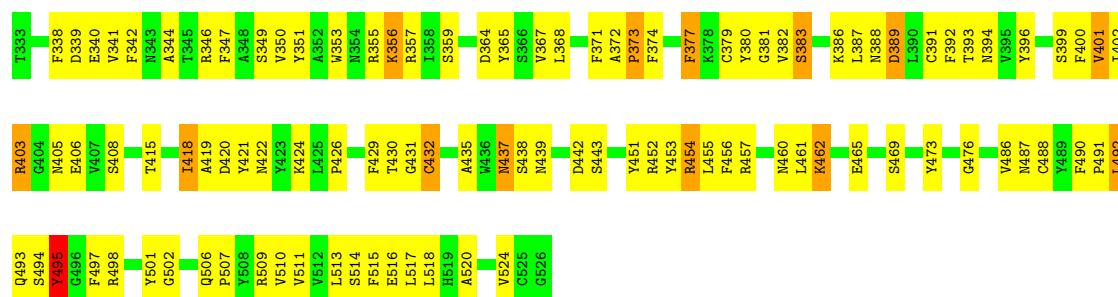 T333 F338 D339 E340 V341 F342 N343 A344 T345 R346 F347 A348 S349 V350 Y351 A352 W353 N354 R355 K356 R357 I358 S359 D364 Y365 S366 V367 L368 F371 A372 P373 F374 F377 K378 C379 Y380 G381 V382 S383 K386 L387 N388 D389 L390 C391 F392 T393 N394 V395 Y396 S399 F400 V401
R403 G404 N405 E406 V407 S408 T415 I418 A419 D420 Y421 N422 Y423 K424 L425 P426 F429 T430 G431 C432 A435 W436 N437 S438 N439 D442 S443 Y451 R452 Y453 R454 L455 F456 R457 N460 L461 K462 E465 S469 Y473 G476 V486 N487 C488 Y489 F490 P491
Q493 S494 Y495 G496 F497 R498 Y501 G502 Q506 P507 Y508 R509 V510 V511 V512 L513 S514 F515 E516 L517 L518 H519 A520 V524 C525 G526